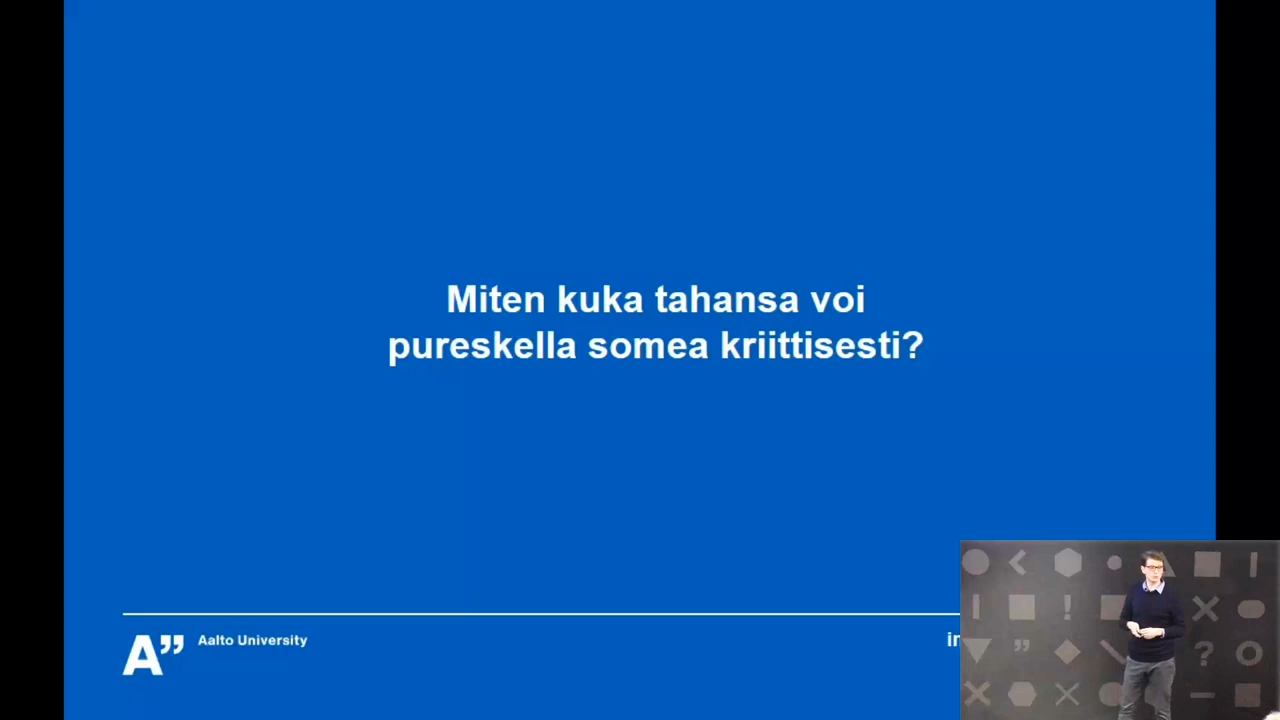 Miten kuka tahansa voi
pureskella somea kriittisesti?
A” Aalto University